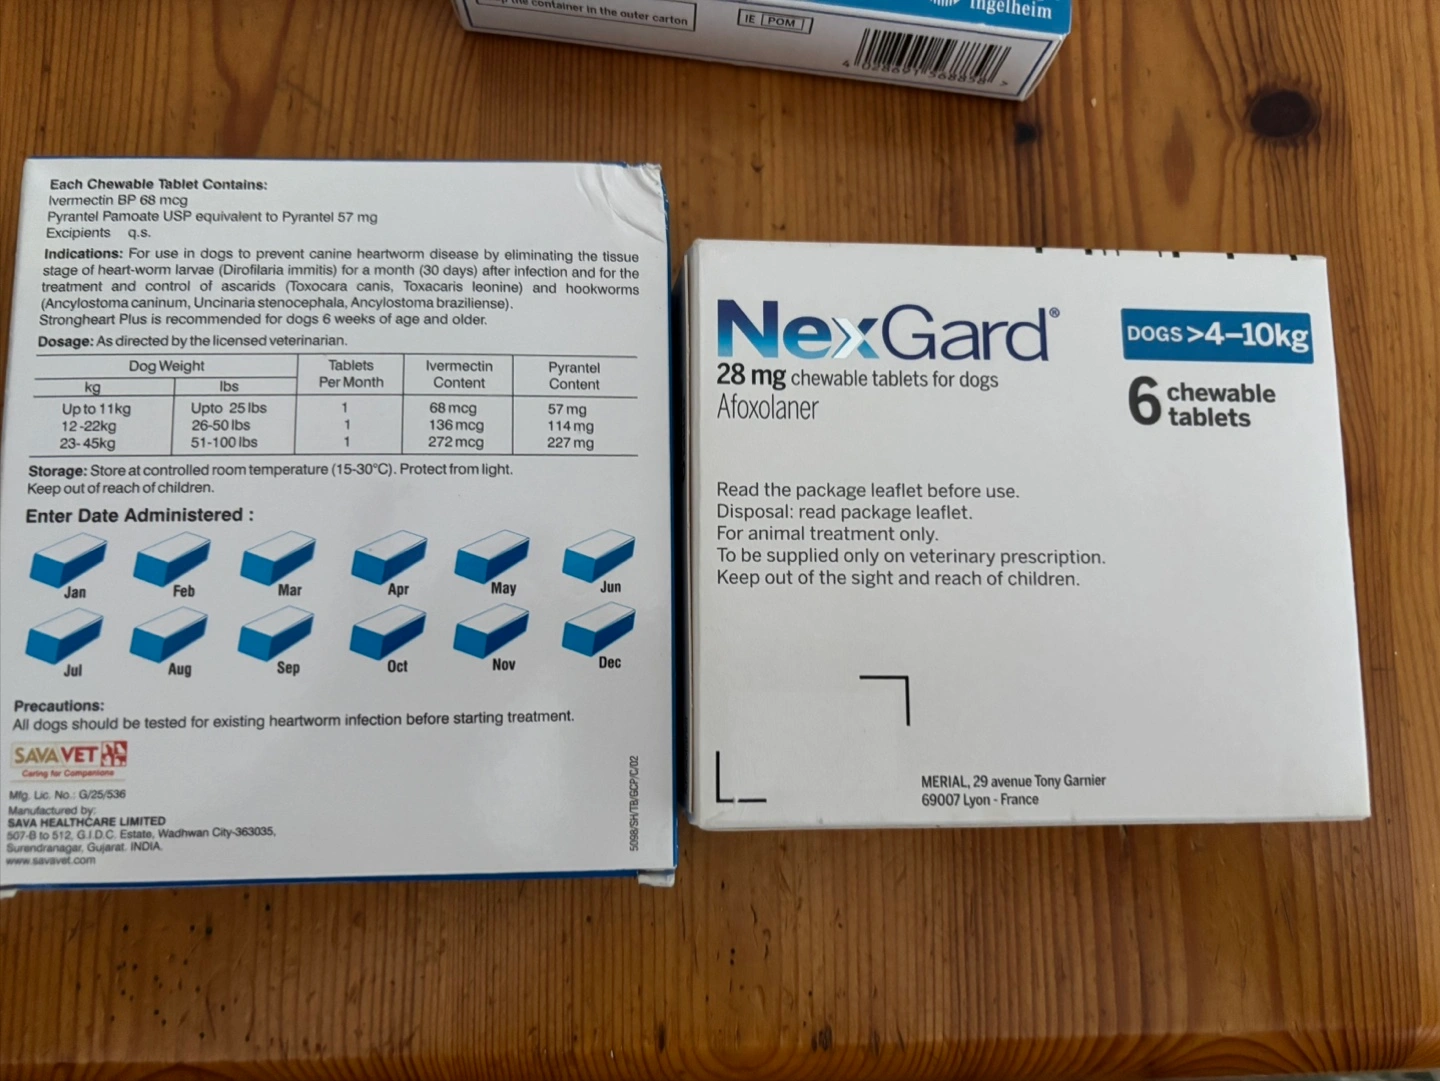 the container in the outer carton
IE POM
Ingelheim
4 028691 568858 >
Each Chewable Tablet Contains:
Ivermectin BP 68 mcg
Pyrantel Pamoate USP equivalent to Pyrantel 57 mg
Excipients q.s.
Indications: For use in dogs to prevent canine heartworm disease by eliminating the tissue
stage of heart-worm larvae (Dirofilaria immitis) for a month (30 days) after infection and for the
treatment and control of ascarids (Toxocara canis, Toxacaris leonine) and hookworms
(Ancylostoma caninum, Uncinaria stenocephala, Ancylostoma braziliense).
Strongheart Plus is recommended for dogs 6 weeks of age and older.
Dosage: As directed by the licensed veterinarian.
Dog Weight Tablets Per Month Ivermectin Content Pyrantel Content
kg lbs
Up to 11kg Upto 25 lbs 1 68 mcg 57 mg
12-22kg 26-50 lbs 1 136 mcg 114 mg
23-45kg 51-100 lbs 1 272 mcg 227 mg
Storage: Store at controlled room temperature (15-30°C). Protect from light.
Keep out of reach of children.
Enter Date Administered :
Jan Feb Mar Apr May Jun
Jul Aug Sep Oct Nov Dec
Precautions:
All dogs should be tested for existing heartworm infection before starting treatment.
SAVA VET
Caring for Companions
Mfg. Lic. No.: G/25/536
Manufactured by:
SAVA HEALTHCARE LIMITED
507-B to 512, G.I.D.C. Estate, Wadhwan City-363035,
Surendranagar, Gujarat, INDIA.
www.savavet.com
5098/SH/TB/GCP/C/02
NexGard®
28 mg chewable tablets for dogs
Afoxolaner
DOGS >4–10kg
6 chewable tablets
Read the package leaflet before use.
Disposal: read package leaflet.
For animal treatment only.
To be supplied only on veterinary prescription.
Keep out of the sight and reach of children.
MERIAL, 29 avenue Tony Garnier
69007 Lyon - France